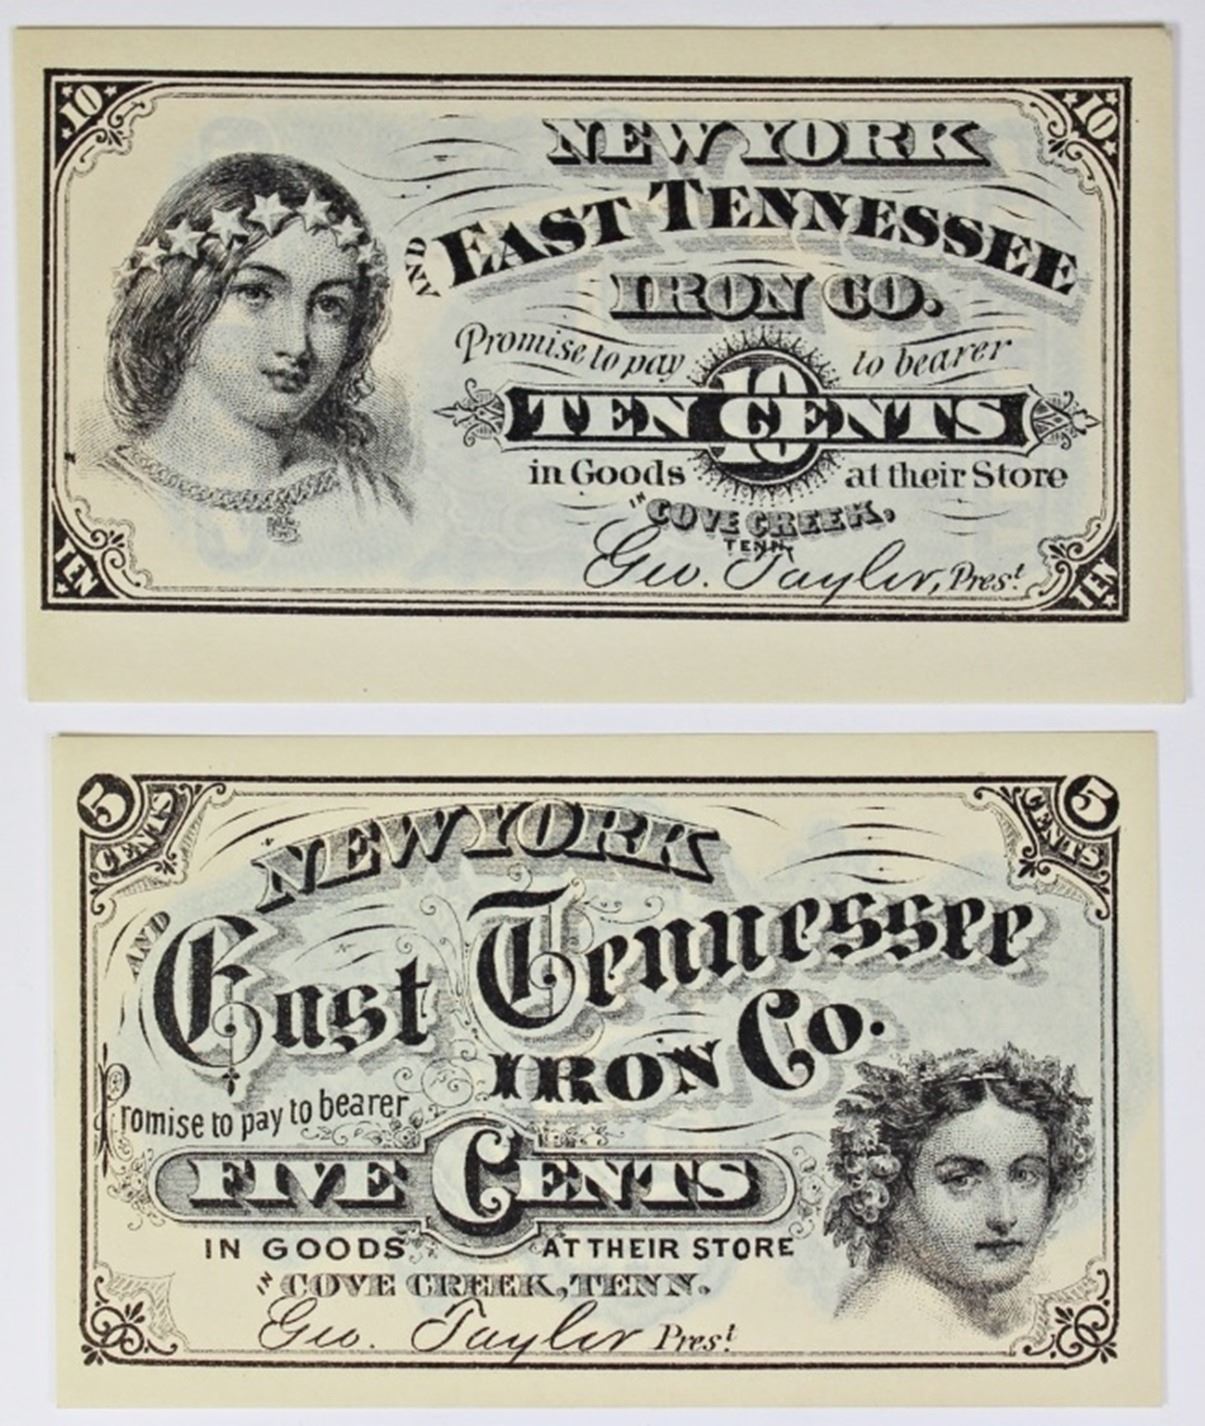 10 10
NEW YORK
AND EAST TENNESSEE
IRON CO.
Promise to pay to bearer
10
TEN CENTS
10
in Goods at their Store
IN COVE CREEK,
TENN.
Geo. Taylor, Prest.
TEN TEN
5 CENTS 5 CENTS
NEW YORK
AND East Tennessee
IRON Co.
Promise to pay to bearer
FIVE CENTS
IN GOODS AT THEIR STORE
IN COVE CREEK, TENN.
Geo. Taylor Prest.